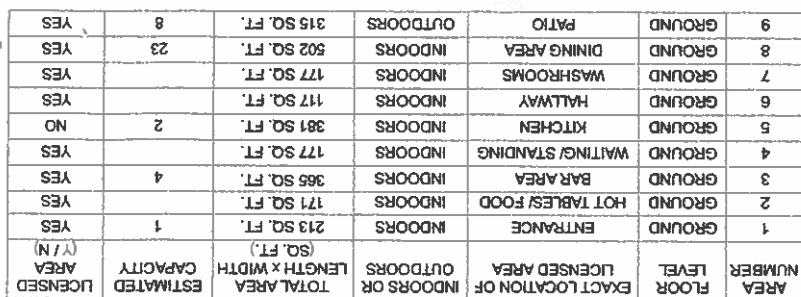 AREA NUMBER FLOOR LEVEL EXACT LOCATION OF LICENSED AREA INDOORS OR OUTDOORS TOTAL AREA LENGTH x WIDTH (SQ. FT.) ESTIMATED CAPACITY LICENSED AREA (Y / N)
1 GROUND ENTRANCE INDOORS 213 SQ. FT. 1 YES
2 GROUND HOT TABLES/ FOOD INDOORS 171 SQ. FT. YES
3 GROUND BAR AREA INDOORS 365 SQ. FT. 4 YES
4 GROUND WAITING/ STANDING INDOORS 177 SQ. FT. YES
5 GROUND KITCHEN INDOORS 381 SQ. FT. 2 NO
6 GROUND HALLWAY INDOORS 117 SQ. FT. YES
7 GROUND WASHROOMS INDOORS 177 SQ. FT. YES
8 GROUND DINING AREA INDOORS 502 SQ. FT. 23 YES
9 GROUND PATIO OUTDOORS 315 SQ. FT. 8 YES